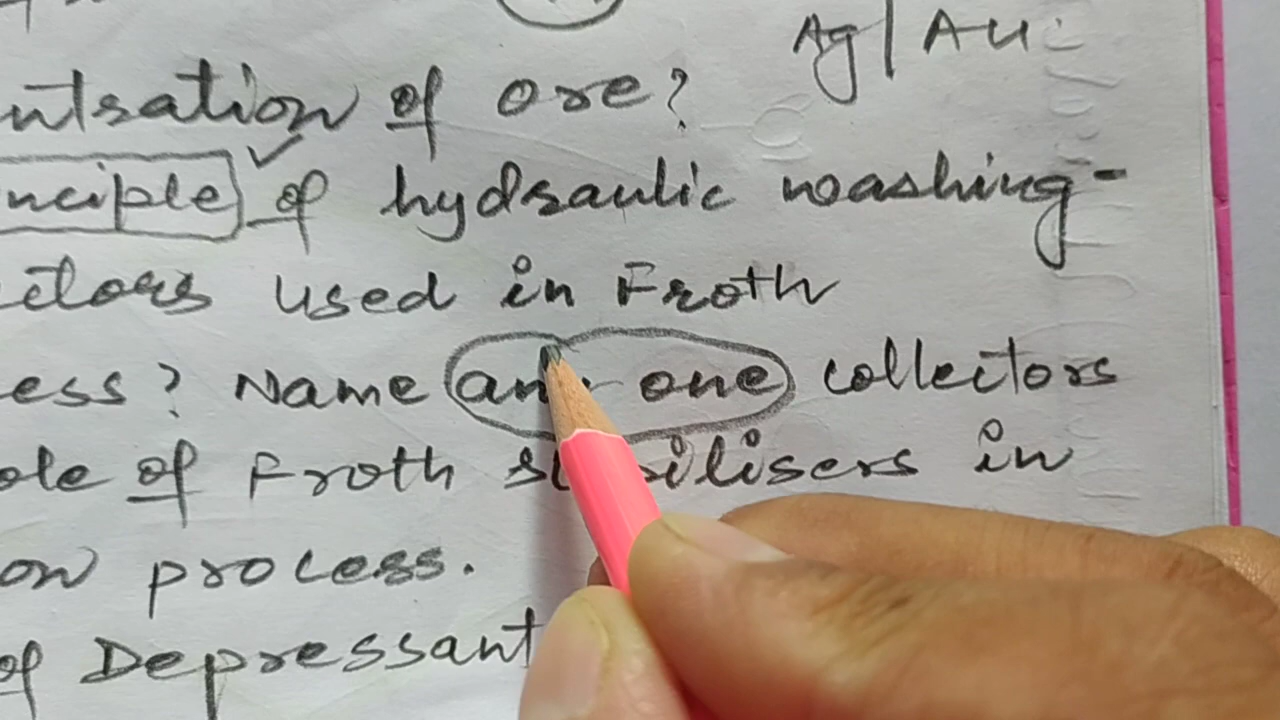 Ag | Au
ntration of ore?
nciple of hydraulic washing-
ctors used in Froth
ess? Name any one collectors
ole of Froth stabilisers in
on process.
of Depressant